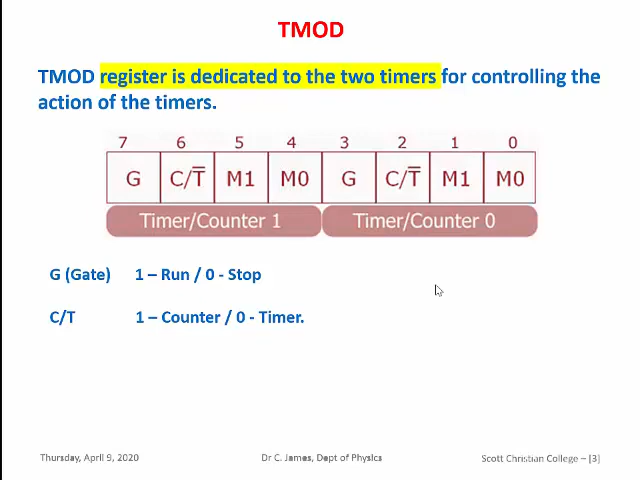 TMOD
TMOD register is dedicated to the two timers for controlling the
action of the timers.
7 6 5 4 3 2 1 0
G C/T̅ M1 M0 G C/T̅ M1 M0
Timer/Counter 1 Timer/Counter 0
G (Gate) 1 – Run / 0 - Stop
C/T 1 – Counter / 0 - Timer.
Thursday, April 9, 2020 Dr C. James, Dept of Physics Scott Christian College – [3]